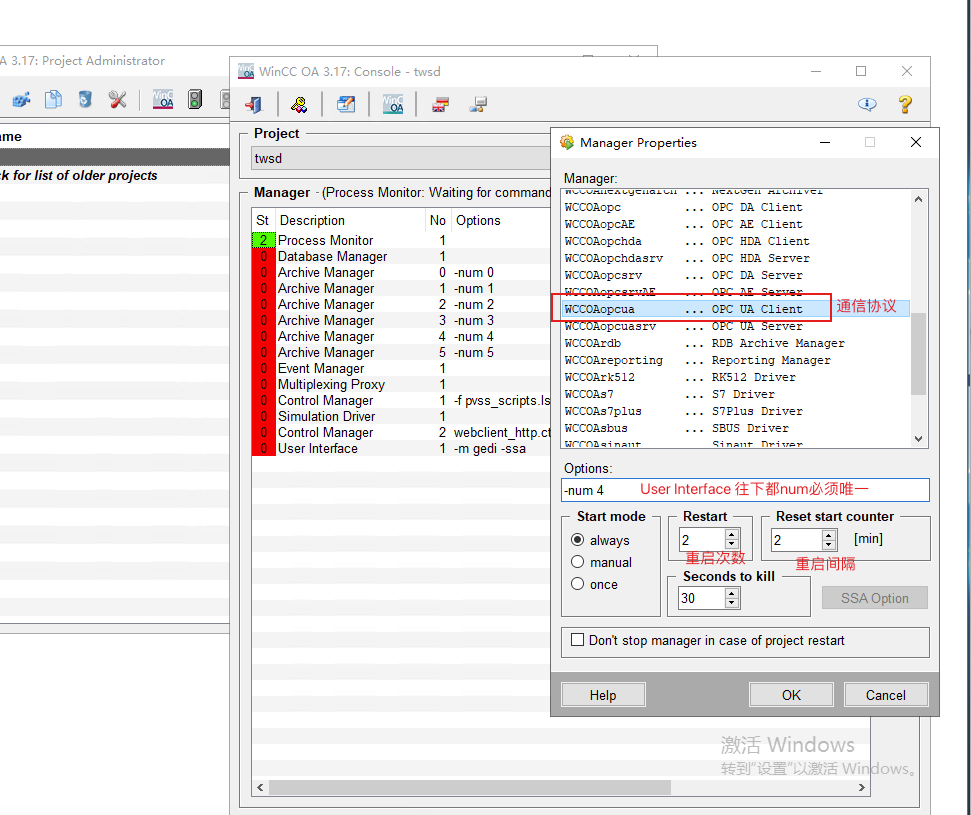 A 3.17: Project Administrator
ame
k for list of older projects
WinCC OA 3.17: Console - twsd
Project
twsd
Manager - (Process Monitor: Waiting for command
St Description No Options
2 Process Monitor 1
0 Database Manager 1
0 Archive Manager 0 -num 0
0 Archive Manager 1 -num 1
0 Archive Manager 2 -num 2
0 Archive Manager 3 -num 3
0 Archive Manager 4 -num 4
0 Archive Manager 5 -num 5
0 Event Manager 1
0 Multiplexing Proxy 1
0 Control Manager 1 -f pvss_scripts.ls
0 Simulation Driver 1
0 Control Manager 2 webclient_http.ct
0 User Interface 1 -m gedi -ssa
Manager Properties
Manager:
WCCOAnextgenarch ... NextGen Archiver
WCCOAopc ... OPC DA Client
WCCOAopcAE ... OPC AE Client
WCCOAopchda ... OPC HDA Client
WCCOAopchdasrv ... OPC HDA Server
WCCOAopcsrv ... OPC DA Server
WCCOAopcsrvAE ... OPC AE Server
WCCOAopcua ... OPC UA Client 通信协议
WCCOAopcuasrv ... OPC UA Server
WCCOArdb ... RDB Archive Manager
WCCOAreporting ... Reporting Manager
WCCOArk512 ... RK512 Driver
WCCOAs7 ... S7 Driver
WCCOAs7plus ... S7Plus Driver
WCCOAsbus ... SBUS Driver
WCCOAsinaut ... Sinaut Driver
Options:
-num 4 User Interface 往下都num必须唯一
Start mode
always
manual
once
Restart
2
重启次数
Reset start counter
2 [min]
重启间隔
Seconds to kill
30
SSA Option
Don't stop manager in case of project restart
Help OK Cancel
激活 Windows
转到"设置"以激活 Windows。